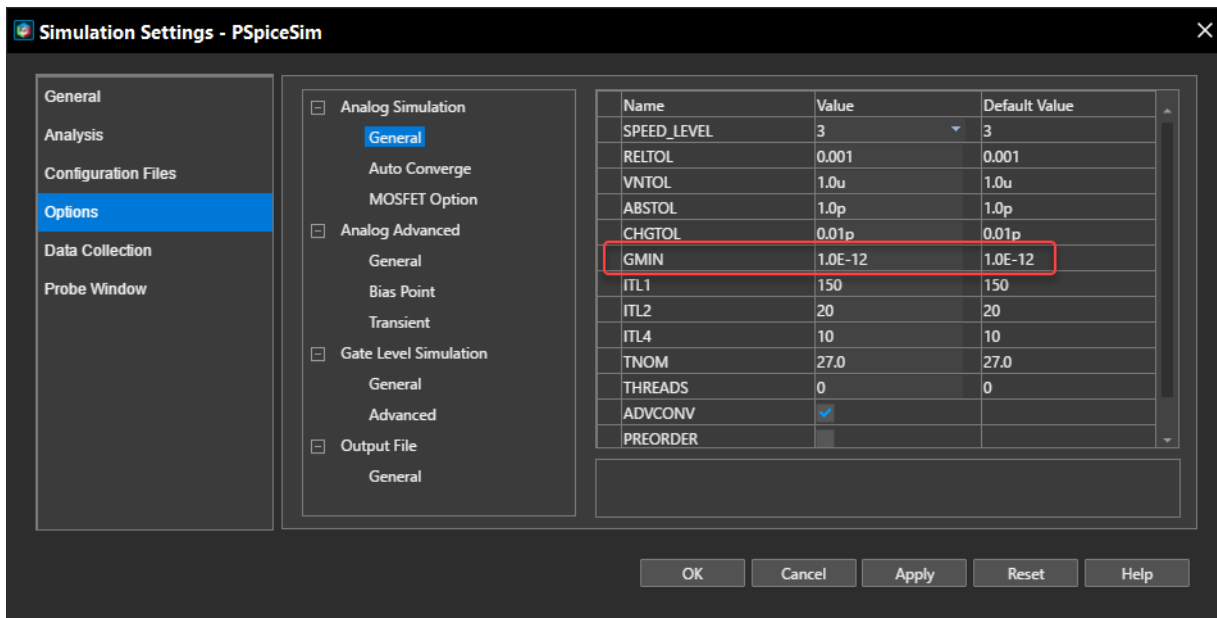 Simulation Settings - PSpiceSim
General
Analysis
Configuration Files
Options
Data Collection
Probe Window
Analog Simulation
General
Auto Converge
MOSFET Option
Analog Advanced
General
Bias Point
Transient
Gate Level Simulation
General
Advanced
Output File
General
Name Value Default Value
SPEED_LEVEL 3 3
RELTOL 0.001 0.001
VNTOL 1.0u 1.0u
ABSTOL 1.0p 1.0p
CHGTOL 0.01p 0.01p
GMIN 1.0E-12 1.0E-12
ITL1 150 150
ITL2 20 20
ITL4 10 10
TNOM 27.0 27.0
THREADS 0 0
ADVCONV
PREORDER
OK Cancel Apply Reset Help